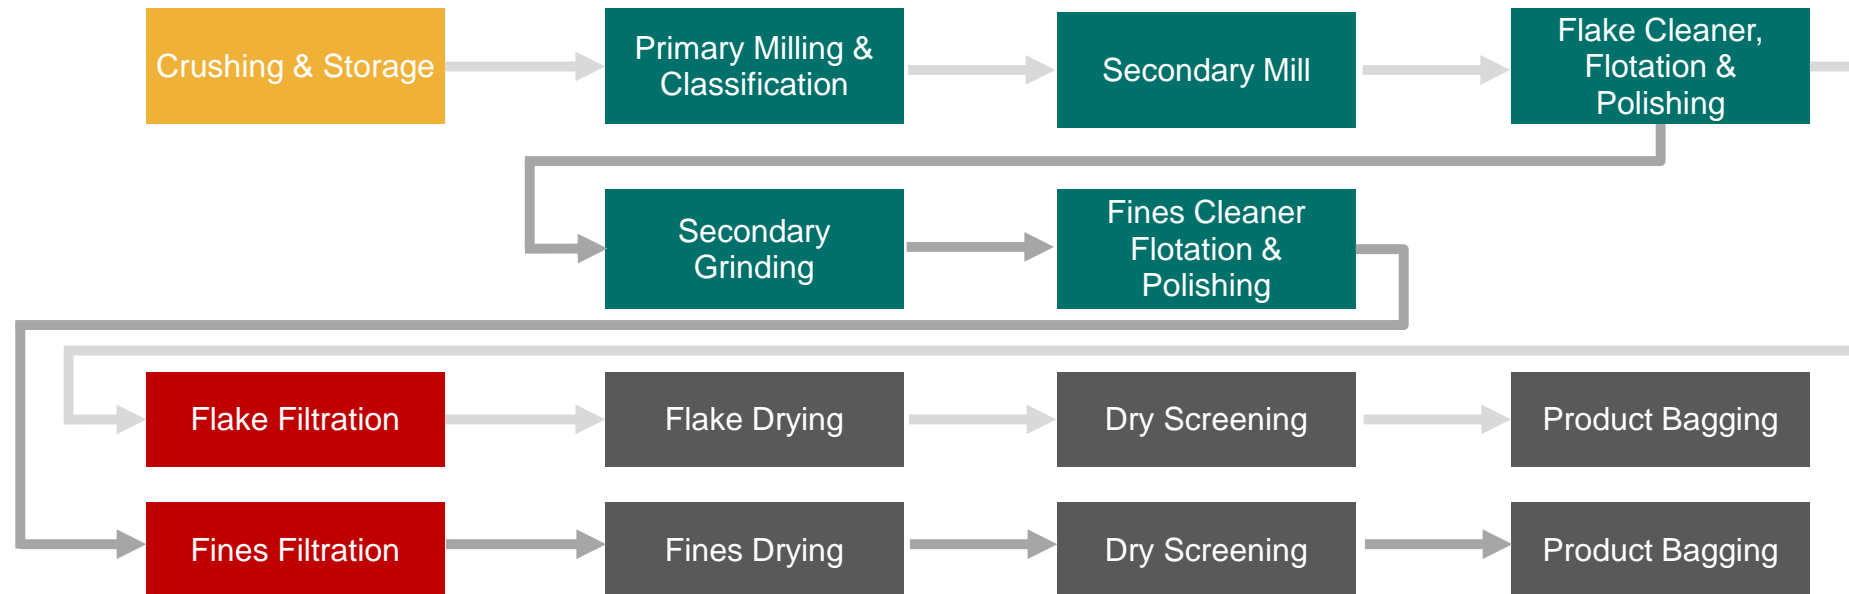 Crushing & Storage
Primary Milling &
Classification
Secondary Mill
Flake Cleaner,
Flotation &
Polishing
Secondary
Grinding
Fines Cleaner
Flotation &
Polishing
Flake Filtration
Flake Drying
Dry Screening
Product Bagging
Fines Filtration
Fines Drying
Dry Screening
Product Bagging